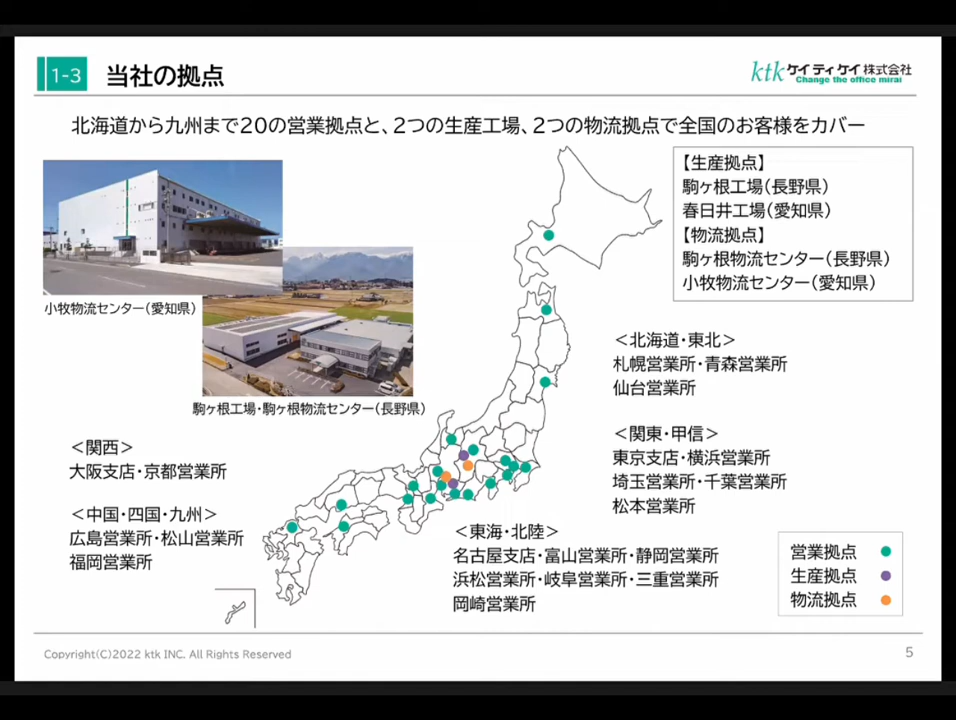 1-3
当社の拠点
ktk ケイティケイ株式会社
Change the office mirai
北海道から九州まで20の営業拠点と、2つの生産工場、2つの物流拠点で全国のお客様をカバー
小牧物流センター(愛知県)
駒ヶ根工場・駒ヶ根物流センター(長野県)
【生産拠点】
駒ヶ根工場(長野県)
春日井工場(愛知県)
【物流拠点】
駒ヶ根物流センター(長野県)
小牧物流センター(愛知県)
<北海道・東北>
札幌営業所・青森営業所
仙台営業所
<関東・甲信>
東京支店・横浜営業所
埼玉営業所・千葉営業所
松本営業所
<関西>
大阪支店・京都営業所
<中国・四国・九州>
広島営業所・松山営業所
福岡営業所
<東海・北陸>
名古屋支店・富山営業所・静岡営業所
浜松営業所・岐阜営業所・三重営業所
岡崎営業所
営業拠点
生産拠点
物流拠点
Copyright(C)2022 ktk INC. All Rights Reserved
5